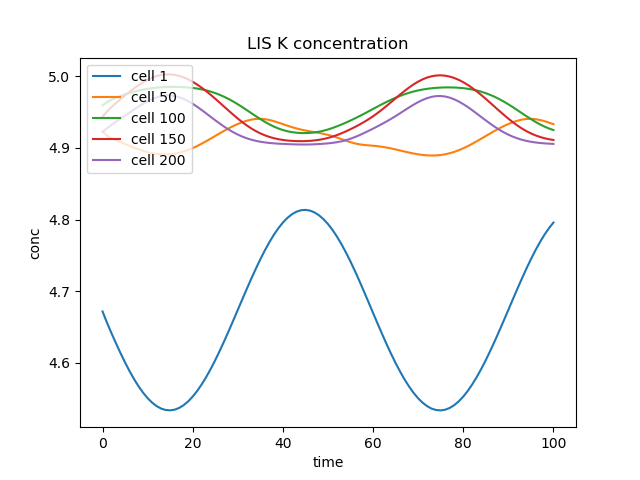 LIS K concentration
cell 1
cell 50
cell 100
cell 150
cell 200
conc
5.0
4.9
4.8
4.7
4.6
0 20 40 60 80 100
time